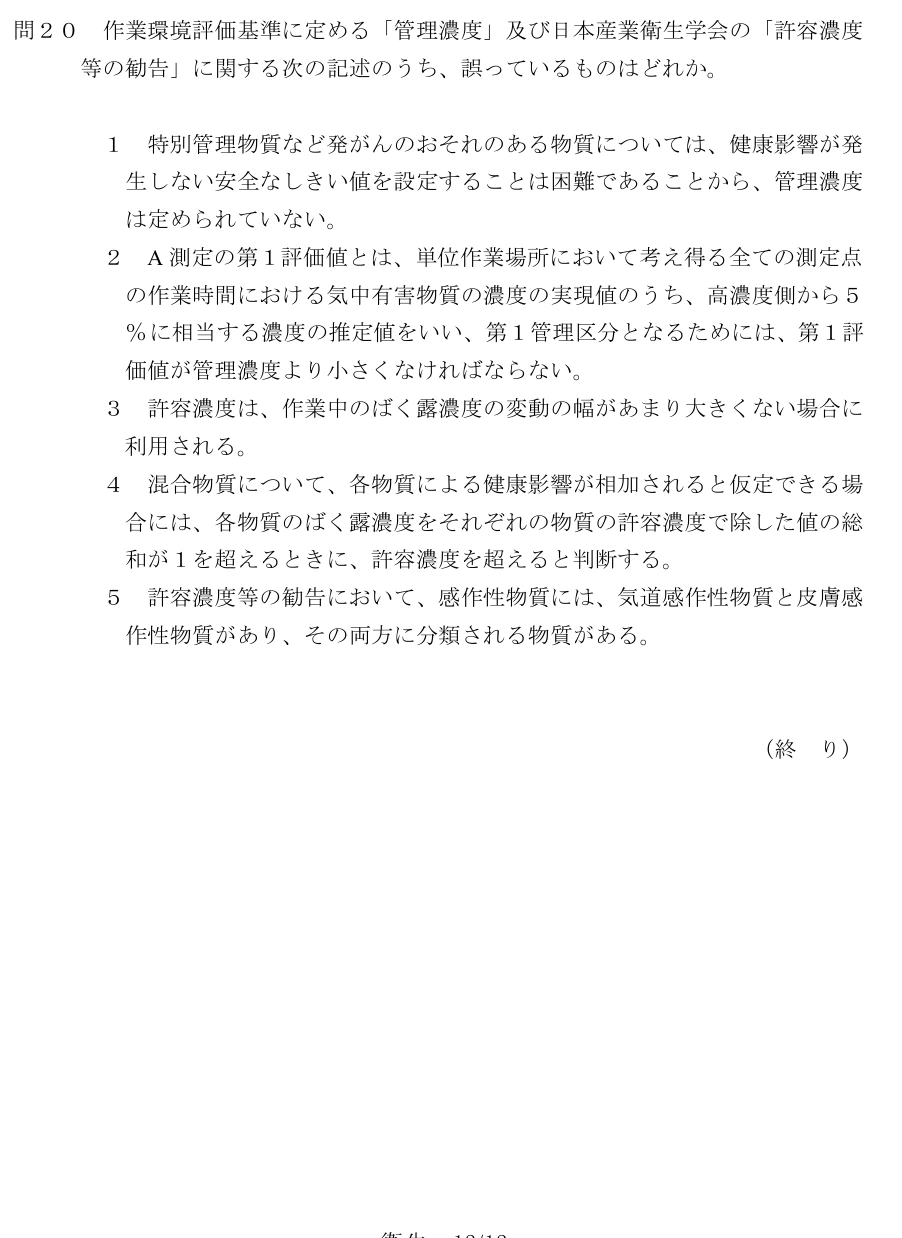 問２０　作業環境評価基準に定める「管理濃度」及び日本産業衛生学会の「許容濃度
等の勧告」に関する次の記述のうち、誤っているものはどれか。
１　特別管理物質など発がんのおそれのある物質については、健康影響が発
生しない安全なしきい値を設定することは困難であることから、管理濃度
は定められていない。
２　A 測定の第１評価値とは、単位作業場所において考え得る全ての測定点
の作業時間における気中有害物質の濃度の実現値のうち、高濃度側から５
％に相当する濃度の推定値をいい、第１管理区分となるためには、第１評
価値が管理濃度より小さくなければならない。
３　許容濃度は、作業中のばく露濃度の変動の幅があまり大きくない場合に
利用される。
４　混合物質について、各物質による健康影響が相加されると仮定できる場
合には、各物質のばく露濃度をそれぞれの物質の許容濃度で除した値の総
和が１を超えるときに、許容濃度を超えると判断する。
５　許容濃度等の勧告において、感作性物質には、気道感作性物質と皮膚感
作性物質があり、その両方に分類される物質がある。
（終　り）